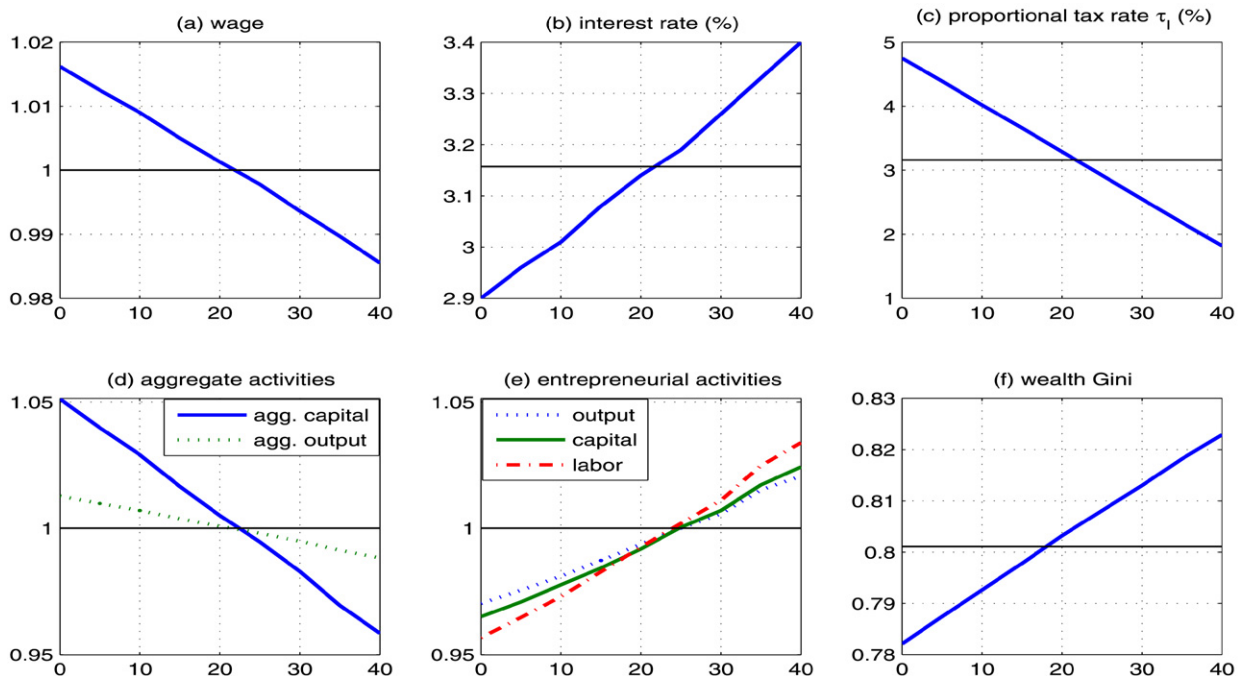 (a) wage
1.02
1.01
1
0.99
0.98
0 10 20 30 40
(b) interest rate (%)
3.4
3.3
3.2
3.1
3
2.9
0 10 20 30 40
(c) proportional tax rate τ_l (%)
5
4
3
2
1
0 10 20 30 40
(d) aggregate activities
1.05
1
0.95
agg. capital
agg. output
0 10 20 30 40
(e) entrepreneurial activities
1.05
1
0.95
output
capital
labor
0 10 20 30 40
(f) wealth Gini
0.83
0.82
0.81
0.8
0.79
0.78
0 10 20 30 40